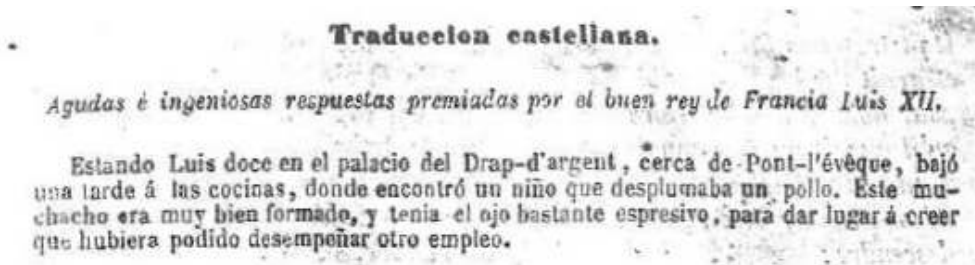 Traduccion castellana.
Agudas é ingeniosas respuestas premiadas por el buen rey de Francia Luis XII.
Estando Luis doce en el palacio del Drap-d'argent, cerca de Pont-l'évêque, bajó
una tarde á las cocinas, donde encontró un niño que desplumaba un pollo. Este mu-
chacho era muy bien formado, y tenia el ojo bastante espresivo, para dar lugar á creer
que hubiera podido desempeñar otro empleo.